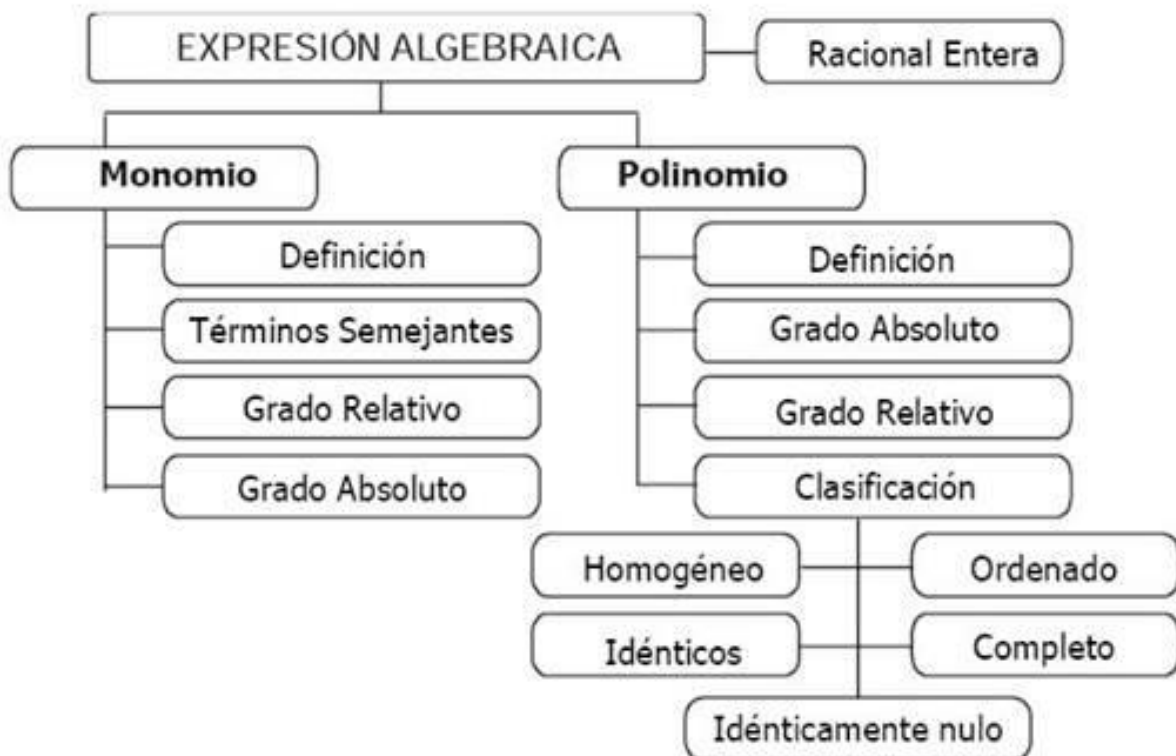 EXPRESIÓN ALGEBRAICA
Racional Entera
Monomio
Definición
Términos Semejantes
Grado Relativo
Grado Absoluto
Polinomio
Definición
Grado Absoluto
Grado Relativo
Clasificación
Homogéneo
Ordenado
Idénticos
Completo
Idénticamente nulo